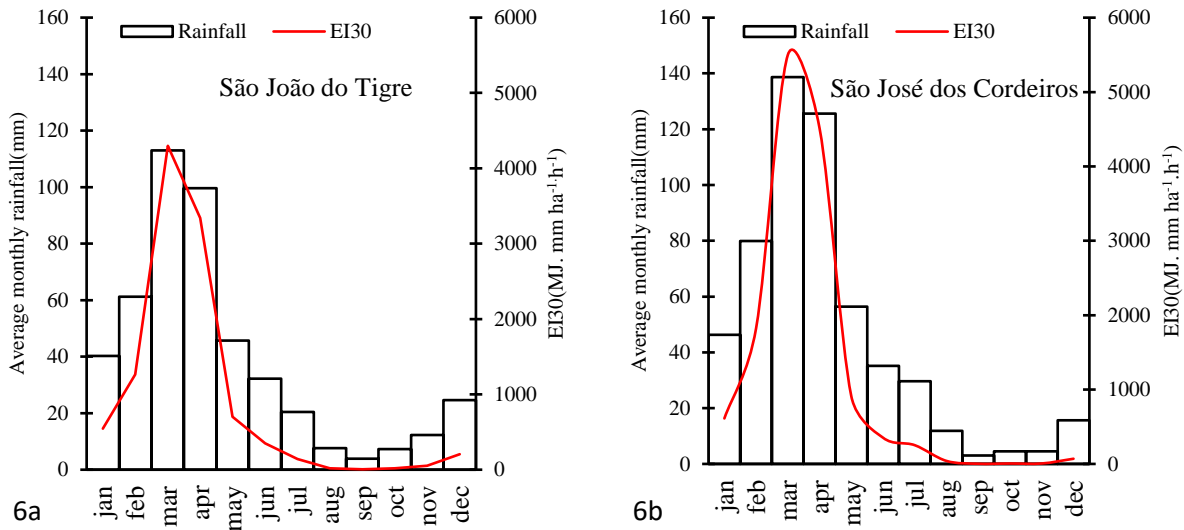 160
140
120
100
80
60
40
20
0
Average monthly rainfall(mm)
Rainfall
EI30
São João do Tigre
6000
5000
4000
3000
2000
1000
0
EI30(MJ. mm ha⁻¹·h⁻¹)
jan
feb
mar
apr
may
jun
jul
aug
sep
oct
nov
dec
6a
160
140
120
100
80
60
40
20
0
Average monthly rainfall(mm)
Rainfall
EI30
São José dos Cordeiros
6000
5000
4000
3000
2000
1000
0
EI30(MJ. mm ha⁻¹.h⁻¹)
jan
feb
mar
apr
may
jun
jul
aug
sep
oct
nov
dec
6b